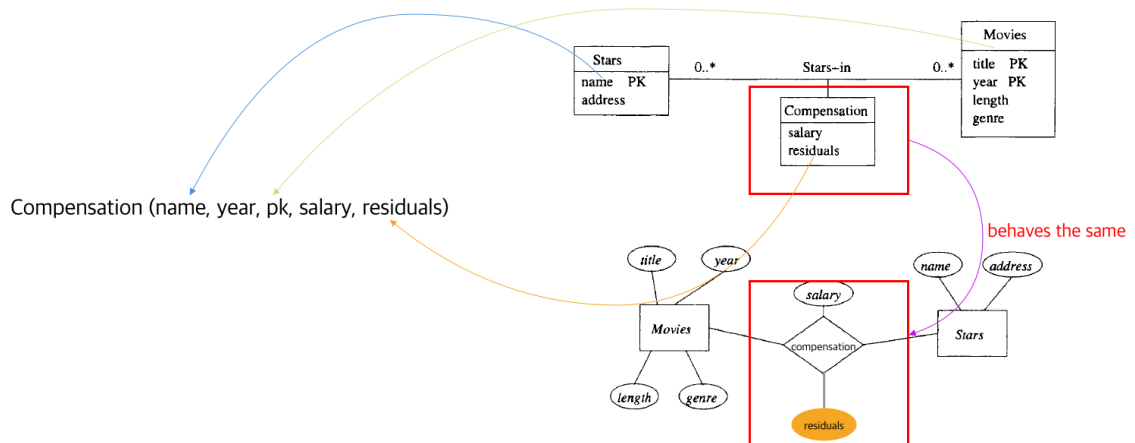 Movies
Stars
0..*
Stars-in
0..*
name PK
address
title PK
year PK
length
genre
Compensation
salary
residuals
Compensation (name, year, pk, salary, residuals)
behaves the same
title
year
name
address
salary
Movies
compensation
Stars
length
genre
residuals